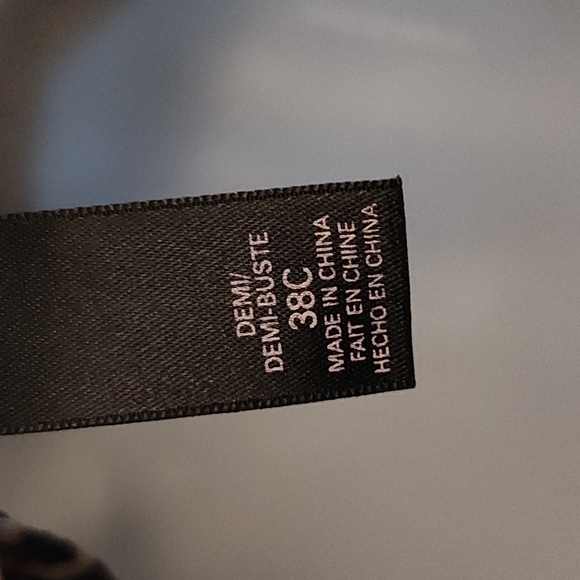 DEMI/
DEMI-BUSTE
38C
MADE IN CHINA
FAIT EN CHINE
HECHO EN CHINA